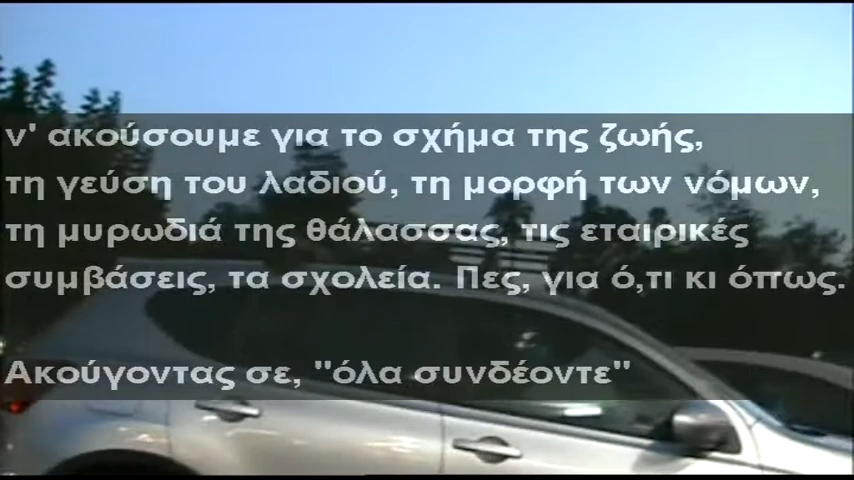 ν' ακούσουμε για το σχήμα της ζωής,
τη γεύση του λαδιού, τη μορφή των νόμων,
τη μυρωδιά της θάλασσας, τις εταιρικές
συμβάσεις, τα σχολεία. Πες, για ό,τι κι όπως.
Ακούγοντας σε, "όλα συνδέοντε"